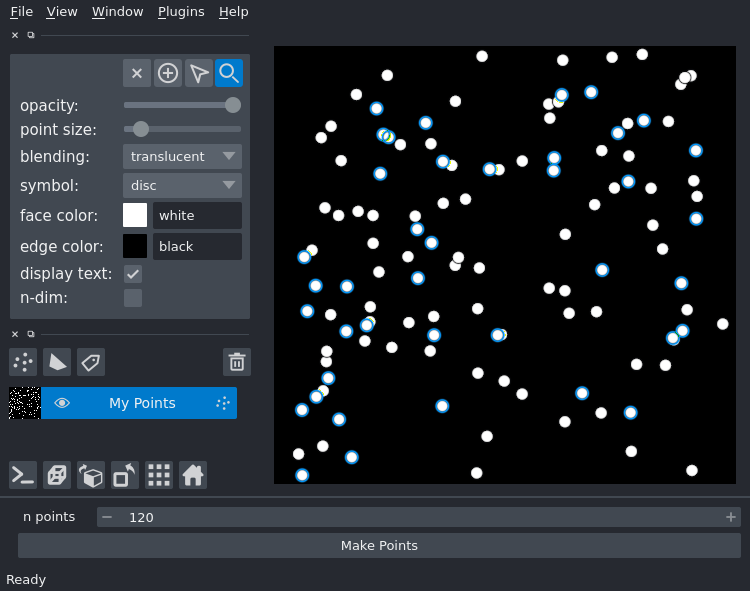 File View Window Plugins Help
opacity:
point size:
blending: translucent
symbol: disc
face color: white
edge color: black
display text:
n-dim:
My Points
n points 120
Make Points
Ready